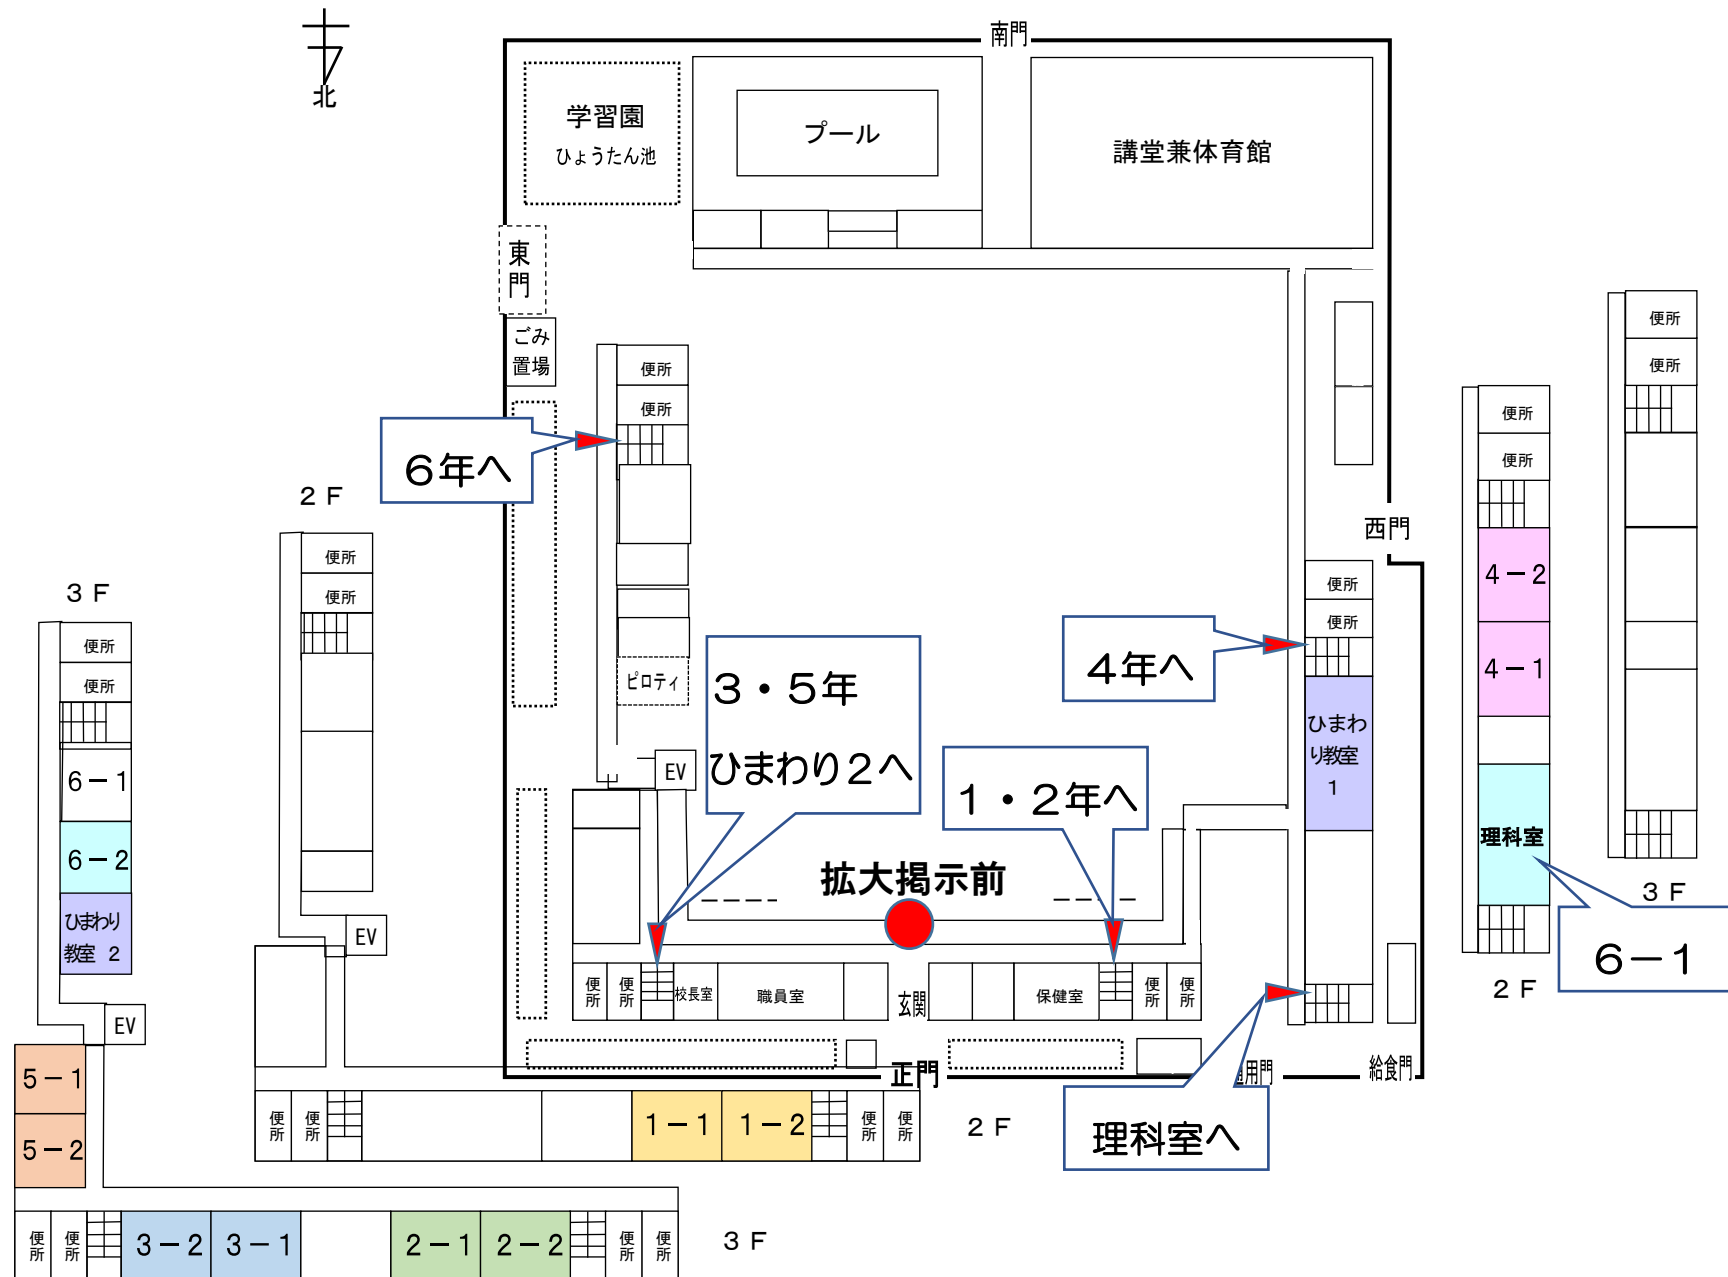 北
南門
学習園
ひょうたん池
プール
講堂兼体育館
東
門
ごみ
置場
便所
便所
6年へ
2F
便所
便所
EV
3F
便所
便所
6-1
6-2
ひまわり
教室 2
EV
5-1
5-2
ピロティ
EV
3・5年
ひまわり2へ
1・2年へ
4年へ
西門
便所
便所
ひまわ
り教室
1
拡大掲示前
便所
便所
校長室
職員室
玄関
保健室
便所
便所
正門
通用門
給食門
理科室へ
便所
便所
1-1
1-2
便所
便所
2F
便所
便所
3-2
3-1
2-1
2-2
便所
便所
3F
便所
便所
4-2
4-1
理科室
2F
便所
便所
3F
6-1